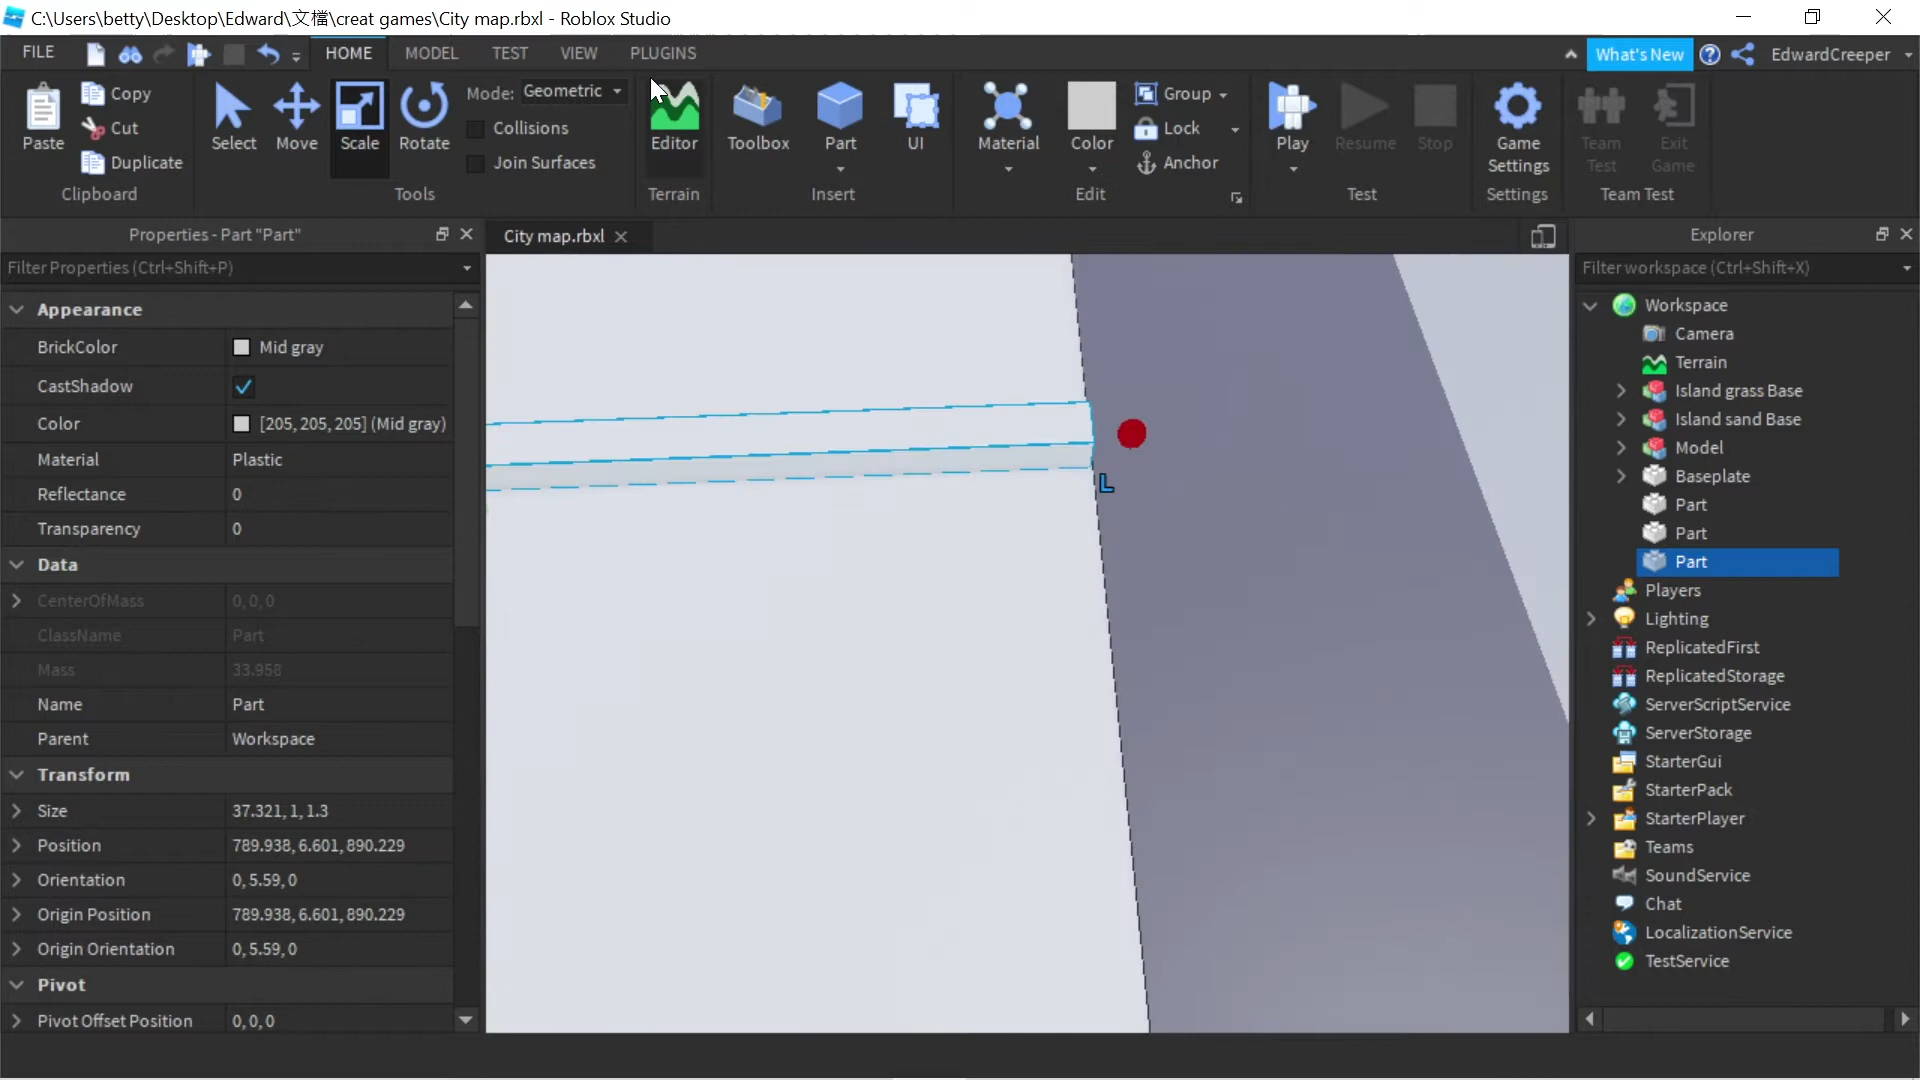 C:\Users\betty\Desktop\Edward\文檔\creat games\City map.rbxl - Roblox Studio
FILE
HOME
MODEL
TEST
VIEW
PLUGINS
What's New
EdwardCreeper
Paste
Copy
Cut
Duplicate
Clipboard
Select
Move
Scale
Rotate
Mode: Geometric
Collisions
Join Surfaces
Tools
Editor
Terrain
Toolbox
Part
UI
Insert
Material
Color
Group
Lock
Anchor
Edit
Play
Resume
Stop
Test
Game
Settings
Settings
Team
Test
Exit
Game
Team Test
Properties - Part "Part"
Filter Properties (Ctrl+Shift+P)
Appearance
BrickColor Mid gray
CastShadow
Color [205, 205, 205] (Mid gray)
Material Plastic
Reflectance 0
Transparency 0
Data
CenterOfMass 0, 0, 0
ClassName Part
Mass 33.958
Name Part
Parent Workspace
Transform
Size 37.321, 1, 1.3
Position 789.938, 6.601, 890.229
Orientation 0, 5.59, 0
Origin Position 789.938, 6.601, 890.229
Origin Orientation 0, 5.59, 0
Pivot
Pivot Offset Position 0, 0, 0
City map.rbxl
L
Explorer
Filter workspace (Ctrl+Shift+X)
Workspace
Camera
Terrain
Island grass Base
Island sand Base
Model
Baseplate
Part
Part
Part
Players
Lighting
ReplicatedFirst
ReplicatedStorage
ServerScriptService
ServerStorage
StarterGui
StarterPack
StarterPlayer
Teams
SoundService
Chat
LocalizationService
TestService